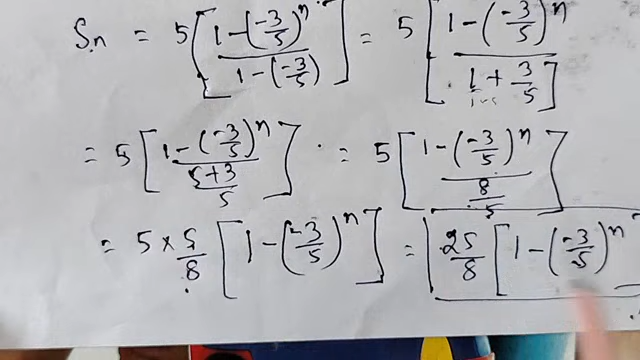 Sn = 5 [ (1 - (-3/5)^n) / (1 - (-3/5)) ] = 5 [ (1 - (-3/5)^n) / (1 + 3/5) ]
= 5 [ (1 - (-3/5)^n) / ((5+3)/5) ] = 5 [ (1 - (-3/5)^n) / (8/5) ]
= 5 × 5/8 [ 1 - (-3/5)^n ] = 25/8 [ 1 - (-3/5)^n